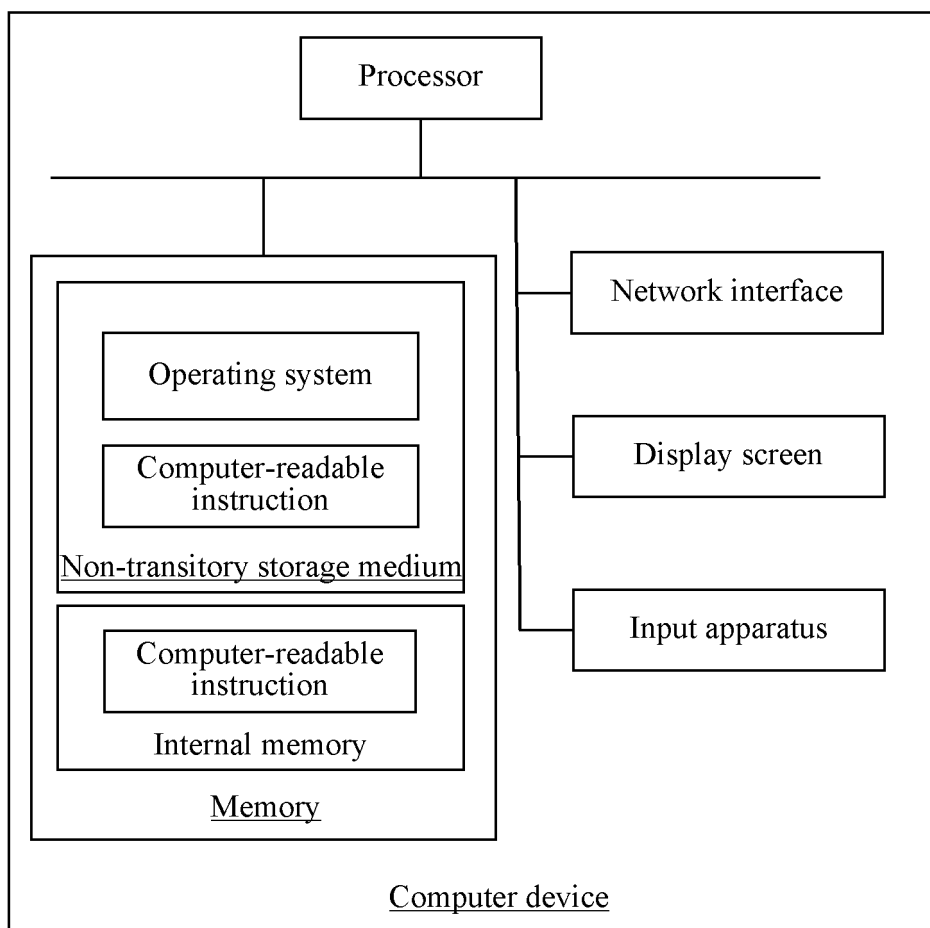 Processor
Operating system
Computer-readable
instruction
Non-transitory storage medium
Computer-readable
instruction
Internal memory
Memory
Network interface
Display screen
Input apparatus
Computer device